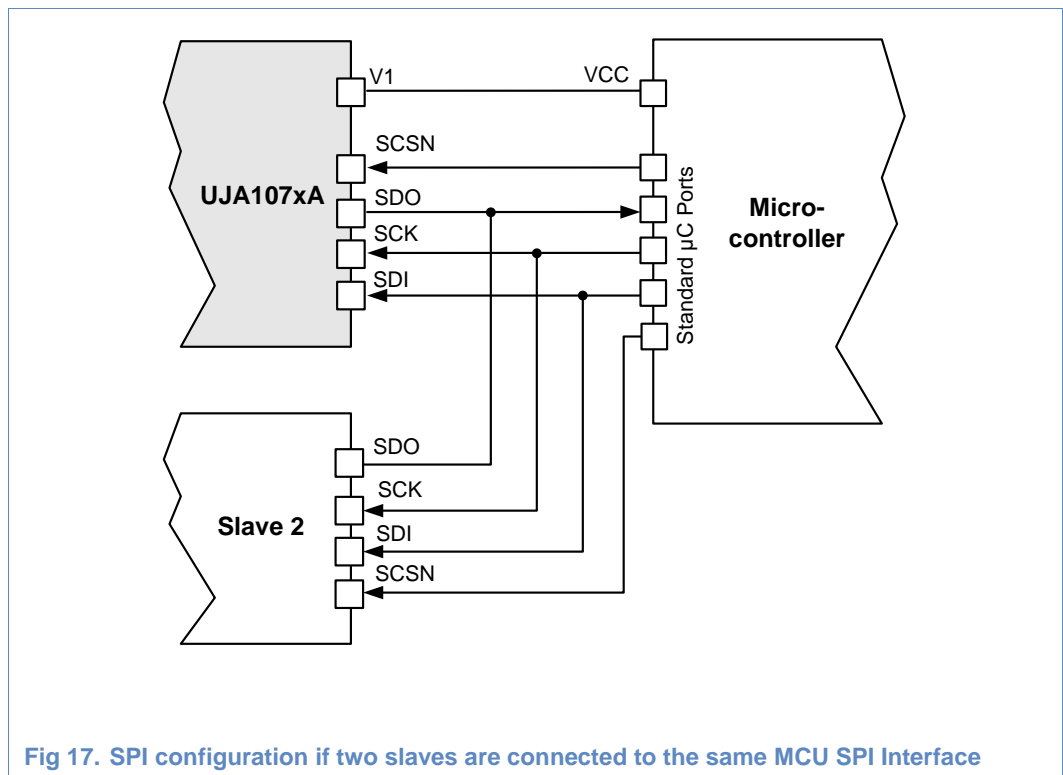 V1
VCC
SCSN
UJA107xA
SDO
SCK
SDI
Standard µC Ports
Micro-
controller
SDO
SCK
Slave 2
SDI
SCSN
Fig 17. SPI configuration if two slaves are connected to the same MCU SPI Interface